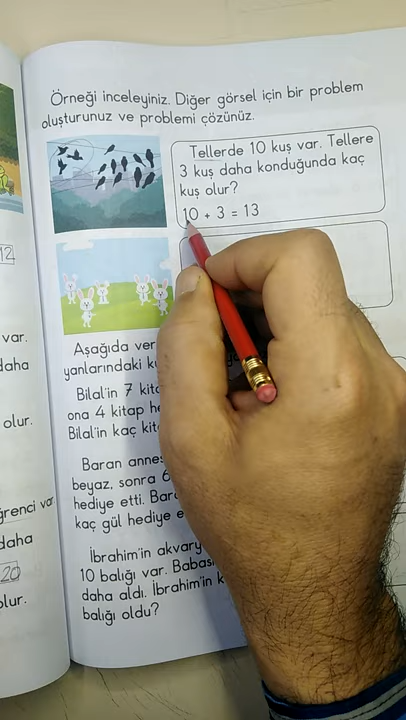 Örneği inceleyiniz. Diğer görsel için bir problem
oluşturunuz ve problemi çözünüz.
Tellerde 10 kuş var. Tellere
3 kuş daha konduğunda kaç
kuş olur?
10 + 3 = 13
12
var.
daha
olur.
ğrenci var
daha
20
olur.
Aşağıda ver
yanlarındaki k
Bilal'in 7 kita
ona 4 kitap he
Bilal'in kaç kit
Baran annes
beyaz, sonra 6
hediye etti. Bara
kaç gül hediye e
İbrahim'in akvary
10 balığı var. Babası
daha aldı. İbrahim'in k
balığı oldu?